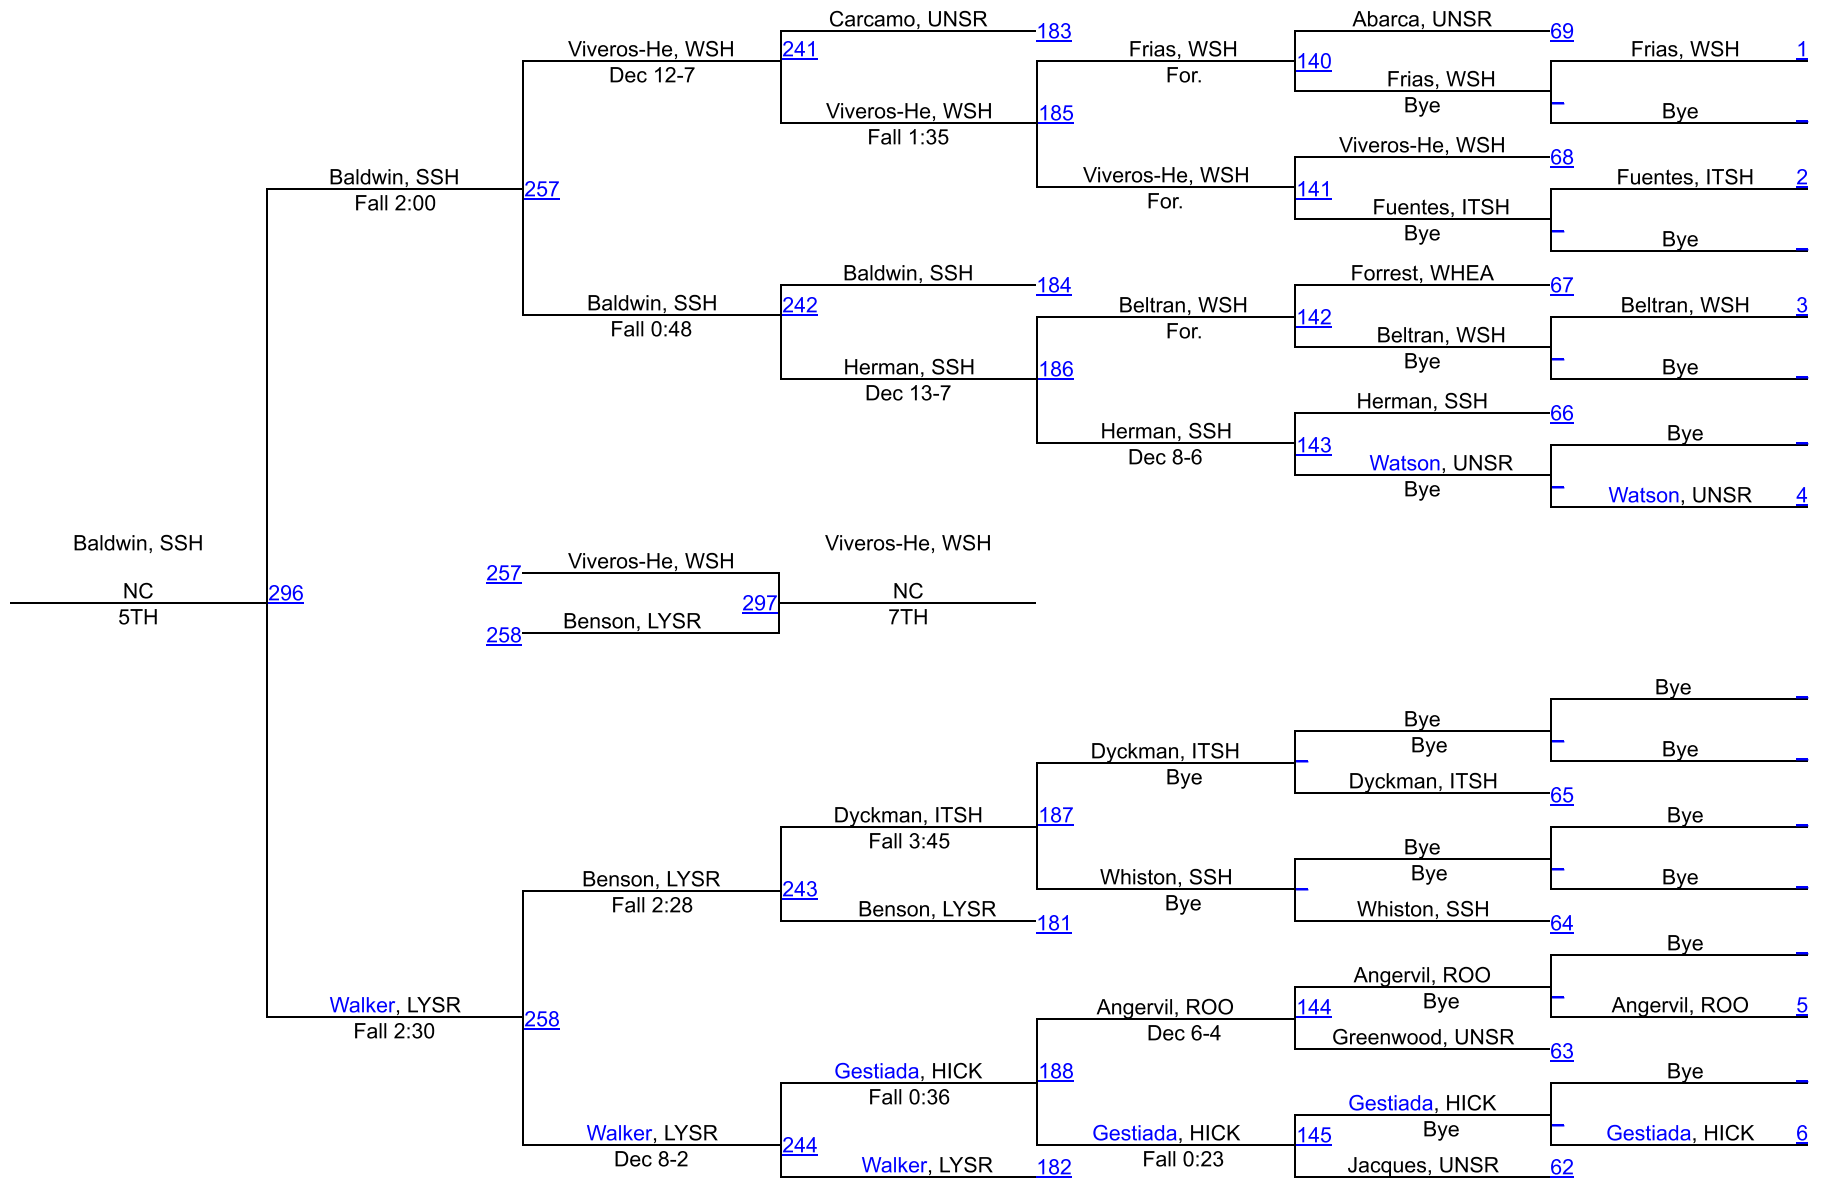 Carcamo, UNSR
183
Abarca, UNSR
69
Viveros-He, WSH
241
Frias, WSH
Frias, WSH
1
Dec 12-7
For.
140
Frias, WSH
Bye
Viveros-He, WSH
185
Bye
Fall 1:35
Viveros-He, WSH
68
Baldwin, SSH
257
Viveros-He, WSH
141
Fuentes, ITSH
2
Fall 2:00
For.
Fuentes, ITSH
Bye
Bye
Baldwin, SSH
184
Forrest, WHEA
67
Baldwin, SSH
242
Beltran, WSH
Beltran, WSH
3
Fall 0:48
For.
142
Beltran, WSH
Bye
Herman, SSH
186
Bye
Dec 13-7
Herman, SSH
66
Herman, SSH
143
Bye
Dec 8-6
Watson, UNSR
Bye
Watson, UNSR
4
Baldwin, SSH
Viveros-He, WSH
257
Viveros-He, WSH
NC
296
297
NC
5TH
258
Benson, LYSR
7TH
Bye
Bye
Bye
Dyckman, ITSH
Bye
Bye
Dyckman, ITSH
65
Dyckman, ITSH
187
Bye
Fall 3:45
Bye
Bye
Benson, LYSR
243
Whiston, SSH
Bye
Fall 2:28
Bye
Benson, LYSR
181
Whiston, SSH
64
Bye
Angervil, ROO
Walker, LYSR
258
Angervil, ROO
144
Bye
Angervil, ROO
5
Fall 2:30
Dec 6-4
Greenwood, UNSR
63
Gestiada, HICK
188
Bye
Fall 0:36
Gestiada, HICK
Walker, LYSR
244
Gestiada, HICK
145
Bye
Gestiada, HICK
6
Dec 8-2
Fall 0:23
Walker, LYSR
182
Jacques, UNSR
62